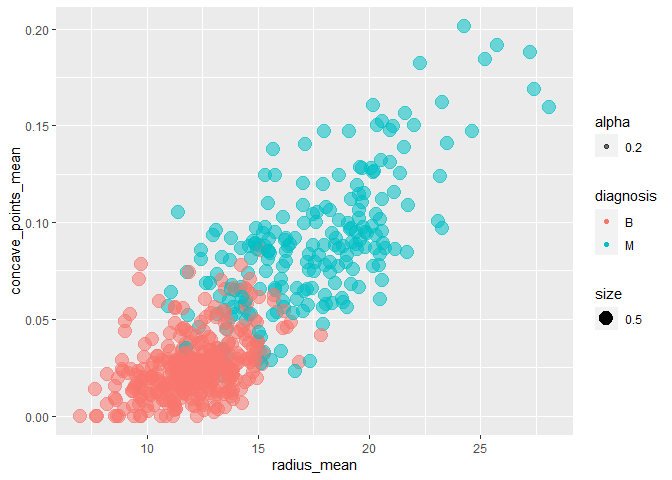 0.20
0.15
0.10
0.05
0.00
concave_points_mean
10 15 20 25
radius_mean
alpha
0.2
diagnosis
B
M
size
0.5